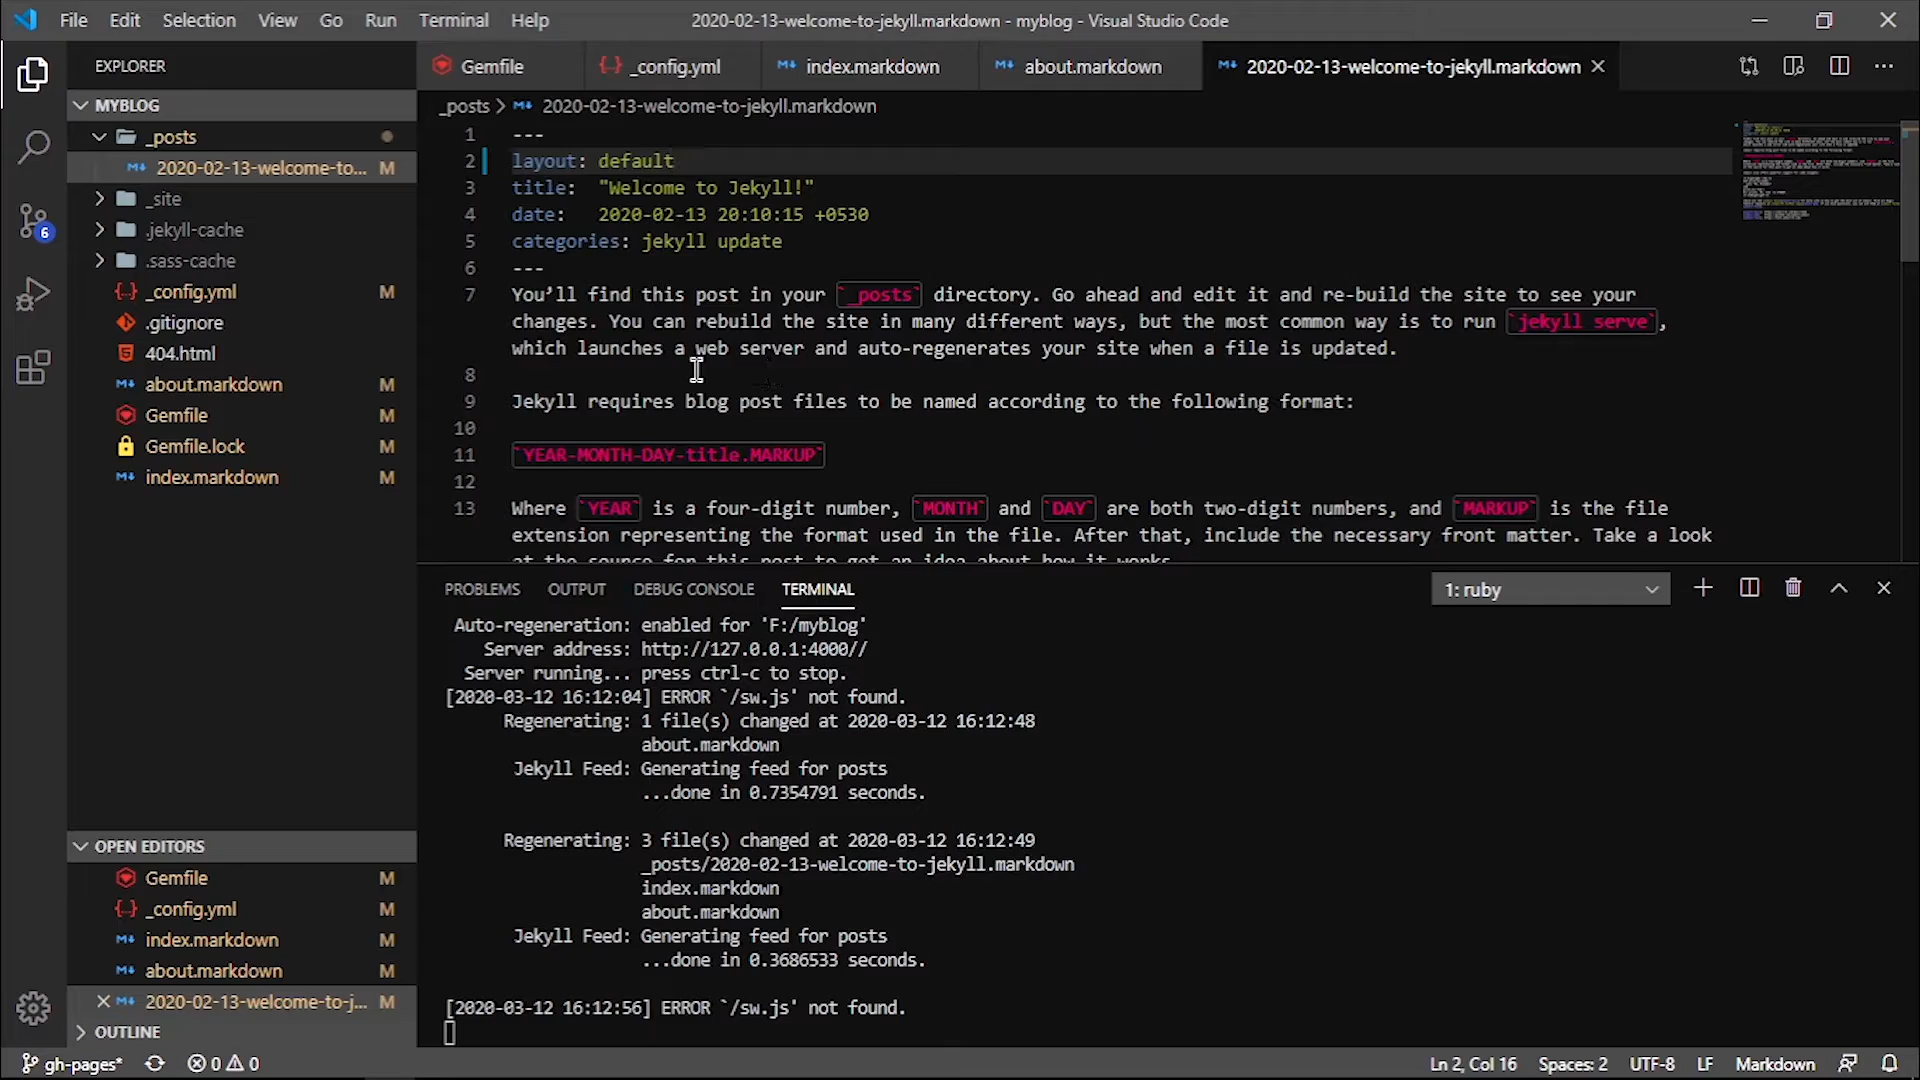 File Edit Selection View Go Run Terminal Help
2020-02-13-welcome-to-jekyll.markdown - myblog - Visual Studio Code
EXPLORER
MYBLOG
_posts
2020-02-13-welcome-to... M
_site
.jekyll-cache
.sass-cache
_config.yml M
.gitignore
404.html
about.markdown M
Gemfile M
Gemfile.lock M
index.markdown M
6
OPEN EDITORS
Gemfile M
_config.yml M
index.markdown M
about.markdown M
2020-02-13-welcome-to-j... M
OUTLINE
Gemfile _config.yml index.markdown about.markdown 2020-02-13-welcome-to-jekyll.markdown
_posts > 2020-02-13-welcome-to-jekyll.markdown
1 ---
2 layout: default
3 title: "Welcome to Jekyll!"
4 date: 2020-02-13 20:10:15 +0530
5 categories: jekyll update
6 ---
7 You’ll find this post in your `_posts` directory. Go ahead and edit it and re-build the site to see your
changes. You can rebuild the site in many different ways, but the most common way is to run `jekyll serve`,
which launches a web server and auto-regenerates your site when a file is updated.
8
9 Jekyll requires blog post files to be named according to the following format:
10
11 `YEAR-MONTH-DAY-title.MARKUP`
12
13 Where `YEAR` is a four-digit number, `MONTH` and `DAY` are both two-digit numbers, and `MARKUP` is the file
extension representing the format used in the file. After that, include the necessary front matter. Take a look
at the source for this post to get an idea about how it works.
PROBLEMS OUTPUT DEBUG CONSOLE TERMINAL 1: ruby
Auto-regeneration: enabled for 'F:/myblog'
Server address: http://127.0.0.1:4000//
Server running... press ctrl-c to stop.
[2020-03-12 16:12:04] ERROR `/sw.js' not found.
Regenerating: 1 file(s) changed at 2020-03-12 16:12:48
about.markdown
Jekyll Feed: Generating feed for posts
...done in 0.7354791 seconds.
Regenerating: 3 file(s) changed at 2020-03-12 16:12:49
_posts/2020-02-13-welcome-to-jekyll.markdown
index.markdown
about.markdown
Jekyll Feed: Generating feed for posts
...done in 0.3686533 seconds.
[2020-03-12 16:12:56] ERROR `/sw.js' not found.
gh-pages* 0 0 Ln 2, Col 16 Spaces: 2 UTF-8 LF Markdown